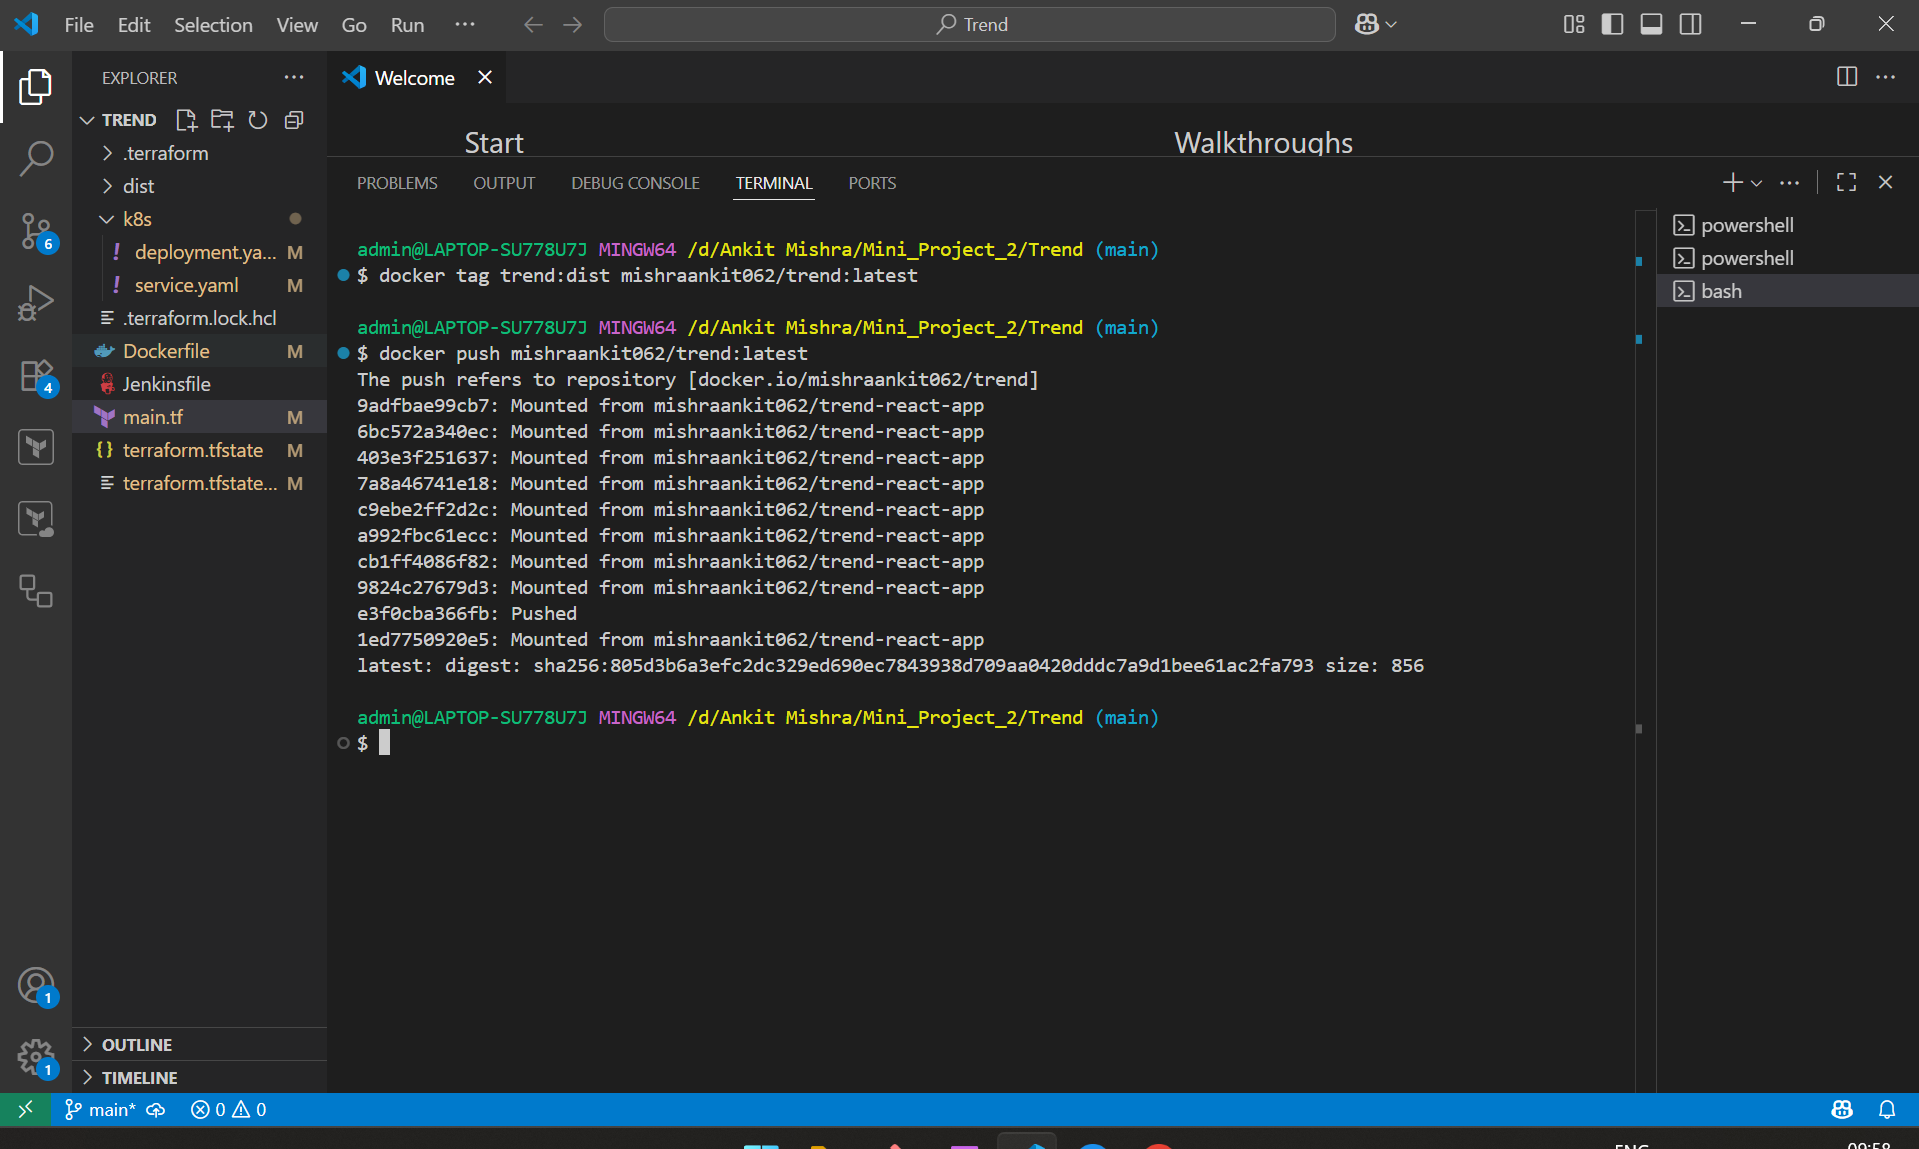 File Edit Selection View Go Run ··· Trend
EXPLORER ···
TREND
.terraform
dist
k8s
! deployment.ya... M
! service.yaml M
.terraform.lock.hcl
Dockerfile M
Jenkinsfile
main.tf M
{} terraform.tfstate M
terraform.tfstate... M
6
4
1
1
OUTLINE
TIMELINE
Welcome
Start Walkthroughs
PROBLEMS OUTPUT DEBUG CONSOLE TERMINAL PORTS
admin@LAPTOP-SU778U7J MINGW64 /d/Ankit Mishra/Mini_Project_2/Trend (main)
$ docker tag trend:dist mishraankit062/trend:latest
admin@LAPTOP-SU778U7J MINGW64 /d/Ankit Mishra/Mini_Project_2/Trend (main)
$ docker push mishraankit062/trend:latest
The push refers to repository [docker.io/mishraankit062/trend]
9adfbae99cb7: Mounted from mishraankit062/trend-react-app
6bc572a340ec: Mounted from mishraankit062/trend-react-app
403e3f251637: Mounted from mishraankit062/trend-react-app
7a8a46741e18: Mounted from mishraankit062/trend-react-app
c9ebe2ff2d2c: Mounted from mishraankit062/trend-react-app
a992fbc61ecc: Mounted from mishraankit062/trend-react-app
cb1ff4086f82: Mounted from mishraankit062/trend-react-app
9824c27679d3: Mounted from mishraankit062/trend-react-app
e3f0cba366fb: Pushed
1ed7750920e5: Mounted from mishraankit062/trend-react-app
latest: digest: sha256:805d3b6a3efc2dc329ed690ec7843938d709aa0420dddc7a9d1bee61ac2fa793 size: 856
admin@LAPTOP-SU778U7J MINGW64 /d/Ankit Mishra/Mini_Project_2/Trend (main)
$
powershell
powershell
bash
main* 0 0
ENG 09:58